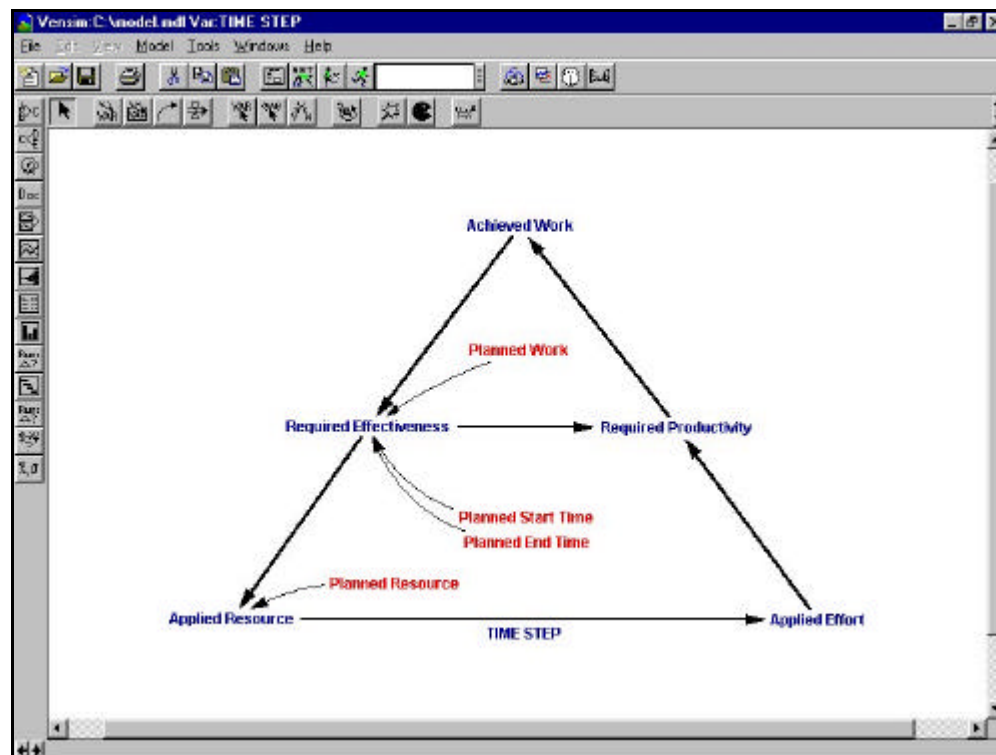 Vensim:C:\model.mdl Var:TIME STEP
File Edit View Model Tools Windows Help
Doc
Achieved Work
Planned Work
Required Effectiveness Required Productivity
Planned Start Time
Planned End Time
Planned Resource
Applied Resource Applied Effort
TIME STEP